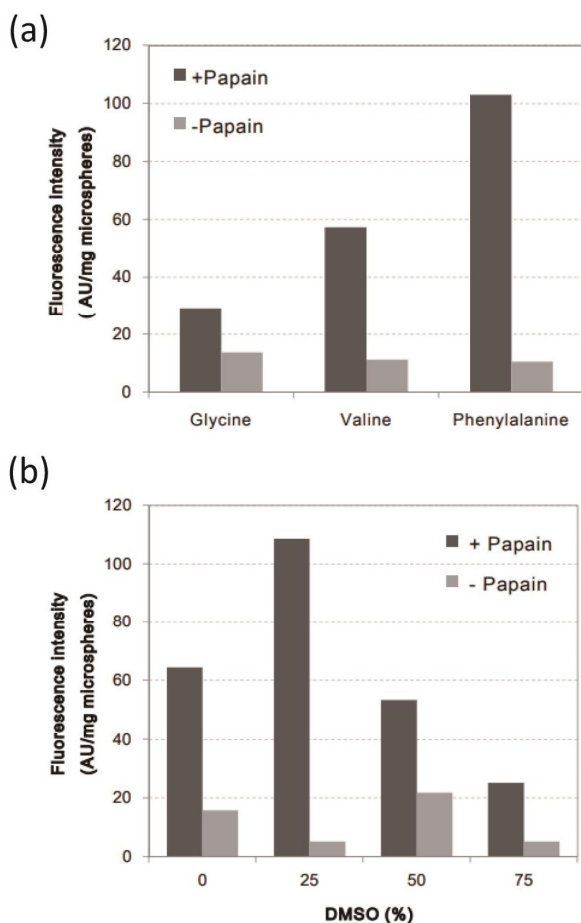 (a)
120
100
80
60
40
20
0
Fluorescence intensity
( AU/mg microspheres)
+Papain
-Papain
Glycine Valine Phenylalanine
(b)
120
100
80
60
40
20
0
Fluorescence intensity
(AU/mg microspheres)
+ Papain
- Papain
0 25 50 75
DMSO (%)